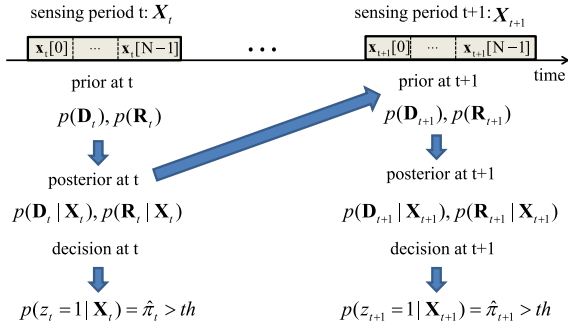 sensing period t: X_t
sensing period t+1: X_{t+1}
x_t[0] ... x_t[N−1]
...
x_{t+1}[0] ... x_{t+1}[N−1]
time
prior at t
prior at t+1
p(D_t), p(R_t)
p(D_{t+1}), p(R_{t+1})
posterior at t
posterior at t+1
p(D_t | X_t), p(R_t | X_t)
p(D_{t+1} | X_{t+1}), p(R_{t+1} | X_{t+1})
decision at t
decision at t+1
p(z_t = 1 | X_t) = π̂_t > th
p(z_{t+1} = 1 | X_{t+1}) = π̂_{t+1} > th